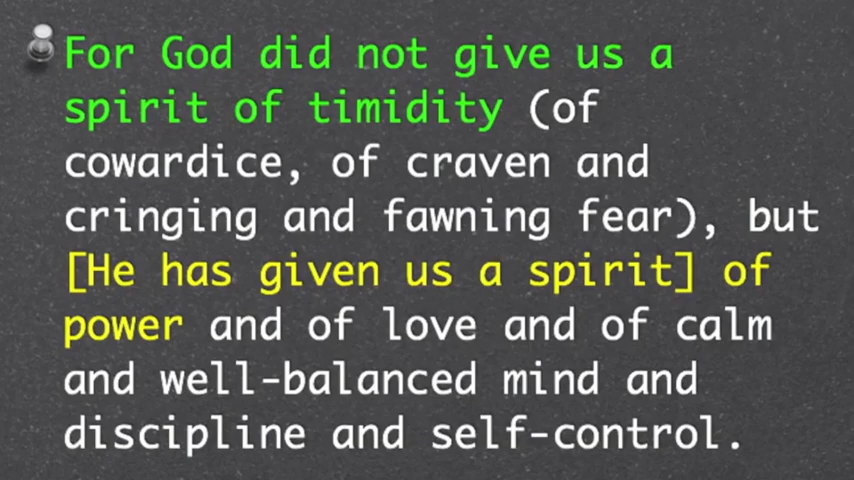 For God did not give us a
spirit of timidity (of
cowardice, of craven and
cringing and fawning fear), but
[He has given us a spirit] of
power and of love and of calm
and well-balanced mind and
discipline and self-control.